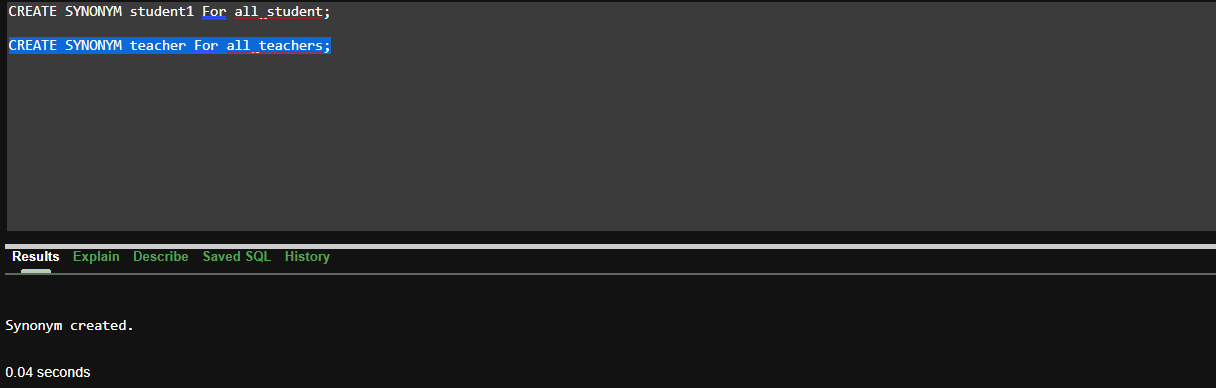 CREATE SYNONYM student1 For all_student;
CREATE SYNONYM teacher For all_teachers;
Results Explain Describe Saved SQL History
Synonym created.
0.04 seconds